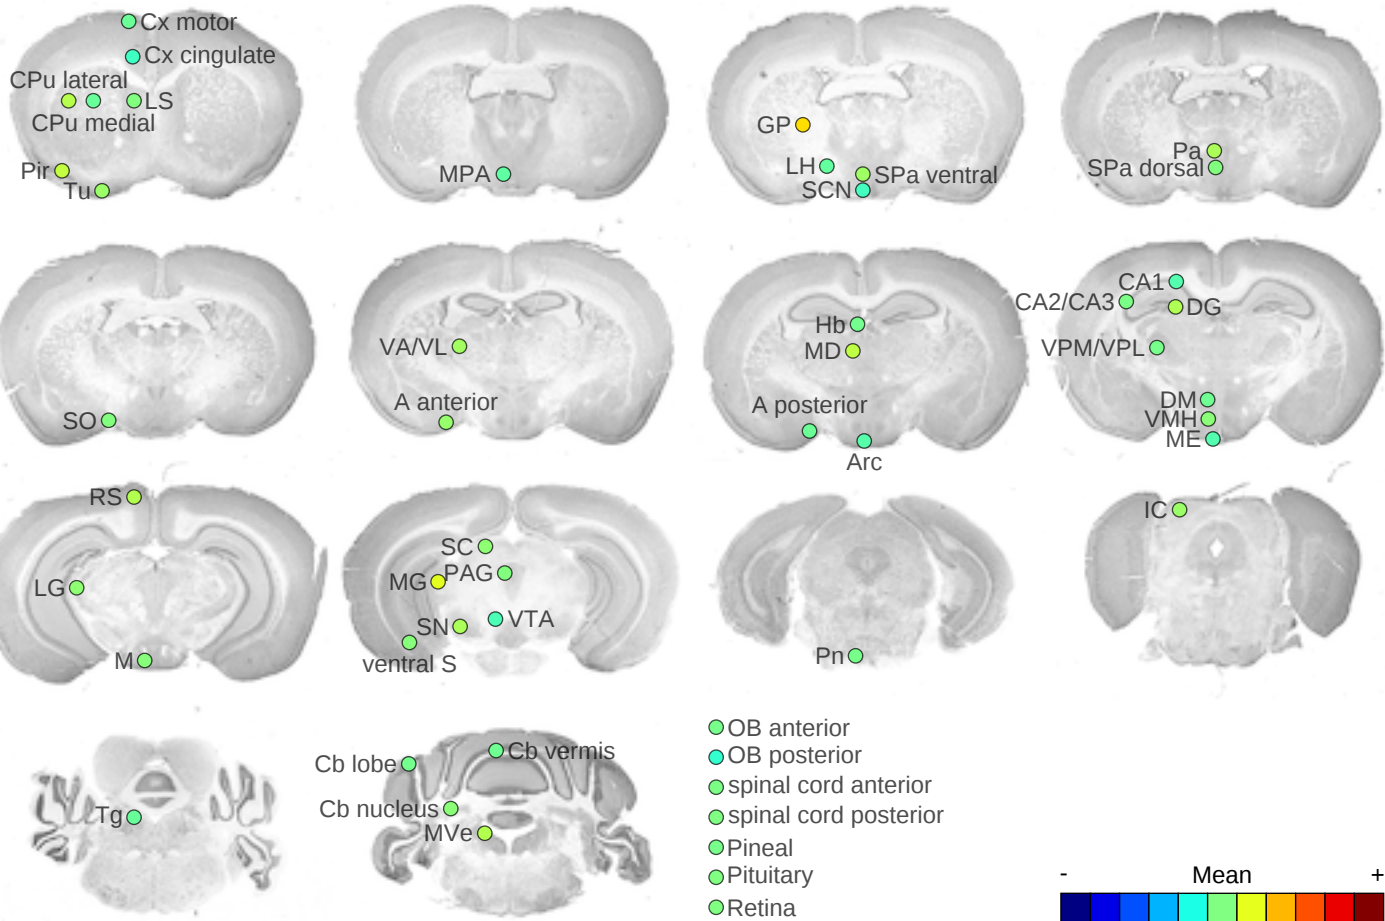 Cx motor
Cx cingulate
CPu lateral
LS
CPu medial
Pir
Tu
MPA
GP
LH
SPa ventral
SCN
Pa
SPa dorsal
SO
VA/VL
A anterior
Hb
MD
A posterior
Arc
CA1
CA2/CA3
DG
VPM/VPL
DM
VMH
ME
RS
LG
M
SC
PAG
MG
VTA
SN
ventral S
Pn
IC
Tg
Cb vermis
Cb lobe
Cb nucleus
MVe
OB anterior
OB posterior
spinal cord anterior
spinal cord posterior
Pineal
Pituitary
Retina
- Mean +